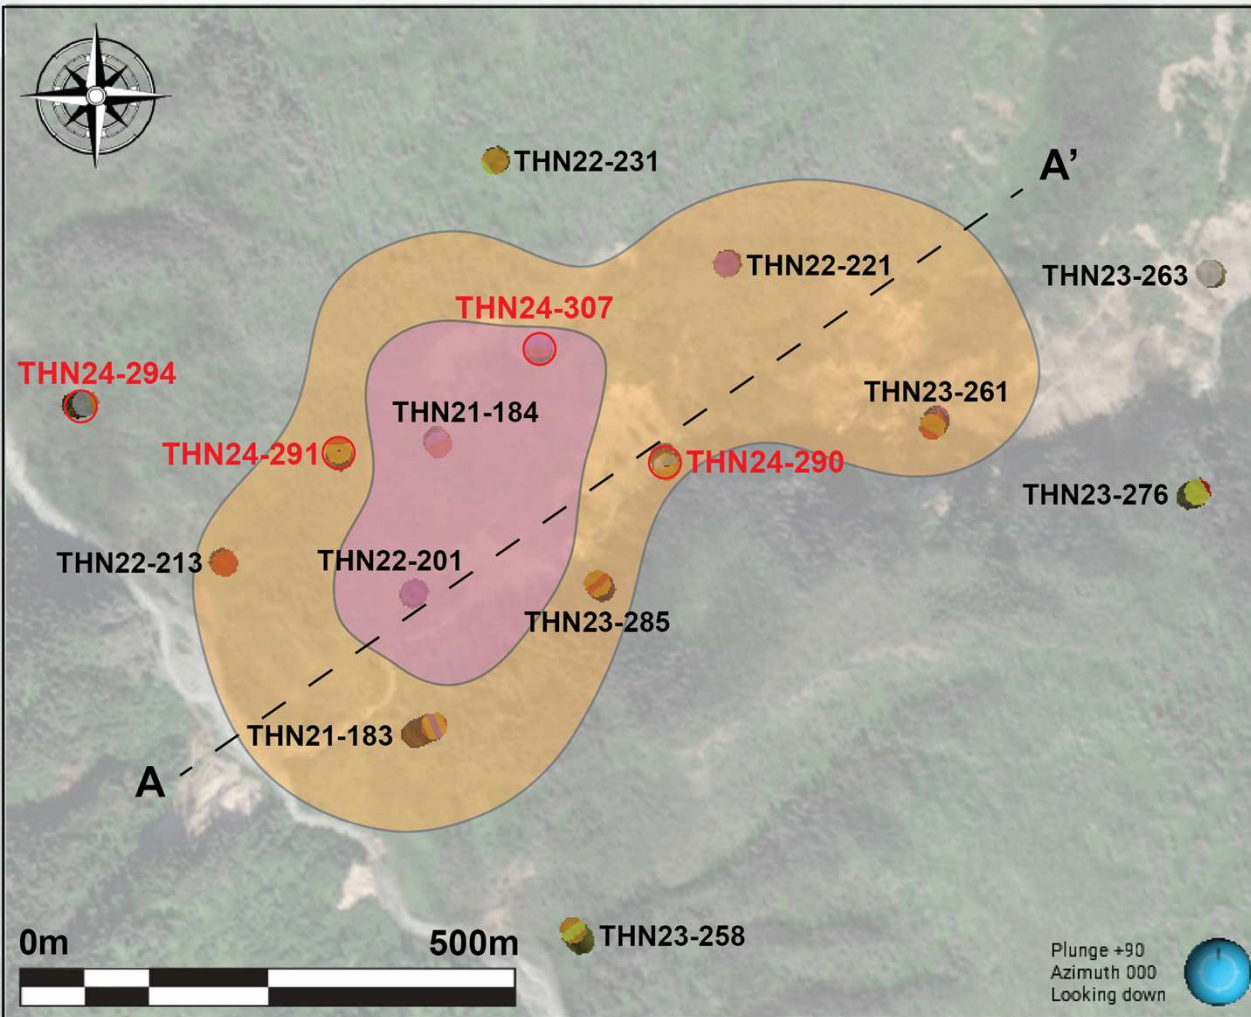 A’
THN22-231
THN22-221
THN23-263
THN24-307
THN24-294
THN23-261
THN21-184
THN24-291
THN24-290
THN23-276
THN22-213
THN22-201
THN23-285
THN21-183
A
THN23-258
0m
500m
Plunge +90
Azimuth 000
Looking down